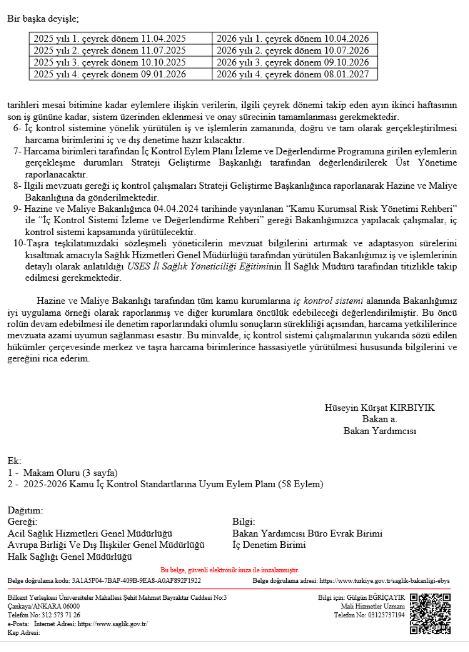 Bir başka deyişle;
2025 yılı 1. çeyrek dönem 11.04.2025 2026 yılı 1. çeyrek dönem 10.04.2026
2025 yılı 2. çeyrek dönem 11.07.2025 2026 yılı 2. çeyrek dönem 10.07.2026
2025 yılı 3. çeyrek dönem 10.10.2025 2026 yılı 3. çeyrek dönem 09.10.2026
2025 yılı 4. çeyrek dönem 09.01.2026 2026 yılı 4. çeyrek dönem 08.01.2027
tarihleri mesai bitimine kadar eylemlere ilişkin verilerin, ilgili çeyrek dönemi takip eden ayın ikinci haftasının
son iş gününe kadar, sistem üzerinden eklenmesi ve onay sürecinin tamamlanması gerekmektedir.
6- İç kontrol sistemine yönelik yürütülen iş ve işlemlerin zamanında, doğru ve tam olarak gerçekleştirilmesi
harcama birimlerini iç ve dış denetime hazır kılacaktır.
7- Harcama birimleri tarafından İç Kontrol Eylem Planı İzleme ve Değerlendirme Programına girilen eylemlerin
gerçekleşme durumları Strateji Geliştirme Başkanlığı tarafından değerlendirilerek Üst Yönetime
raporlanacaktır.
8- İlgili mevzuatı gereği iç kontrol çalışmaları Strateji Geliştirme Başkanlığınca raporlanarak Hazine ve Maliye
Bakanlığına da gönderilmektedir.
9- Hazine ve Maliye Bakanlığınca 04.04.2024 tarihinde yayınlanan “Kamu Kurumsal Risk Yönetimi Rehberi”
ile “İç Kontrol Sistemi İzleme ve Değerlendirme Rehberi” gereği Bakanlığımızca yapılacak çalışmalar, iç
kontrol sistemi kapsamında yürütülecektir.
10-Taşra teşkilatımızdaki sözleşmeli yöneticilerin mevzuat bilgilerini artırmak ve adaptasyon sürelerini
kısaltmak amacıyla Sağlık Hizmetleri Genel Müdürlüğü tarafından yürütülen Bakanlığımız iş ve işlemlerinin
detaylı olarak anlatıldığı USES İl Sağlık Yöneticiliği Eğitiminin İl Sağlık Müdürü tarafından titizlikle takip
edilmesi gerekmektedir.
Hazine ve Maliye Bakanlığı tarafından tüm kamu kurumlarına iç kontrol sistemi alanında Bakanlığımız
iyi uygulama örneği olarak raporlanmış ve diğer kurumlara öncülük edebileceği değerlendirilmiştir. Bu öncü
rolün devam edebilmesi ile denetim raporlarındaki olumlu sonuçların sürekliliği açısından, harcama yetkililerince
mevzuata azami uyumun sağlanması esastır. Bu minvalde, iç kontrol sistemi çalışmalarının yukarıda sözü edilen
hükümler çerçevesinde merkez ve taşra harcama birimlerince hassasiyetle yürütülmesi hususunda bilgilerini ve
gereğini rica ederim.
Hüseyin Kürşat KIRBIYIK
Bakan a.
Bakan Yardımcısı
Ek:
1 - Makam Oluru (3 sayfa)
2 - 2025-2026 Kamu İç Kontrol Standartlarına Uyum Eylem Planı (58 Eylem)
Dağıtım:
Gereği: Bilgi:
Acil Sağlık Hizmetleri Genel Müdürlüğü Bakan Yardımcısı Büro Evrak Birimi
Avrupa Birliği Ve Dış İlişkiler Genel Müdürlüğü İç Denetim Birimi
Halk Sağlığı Genel Müdürlüğü
Bu belge, güvenli elektronik imza ile imzalanmıştır.
Belge doğrulama kodu: 3A1A5F04-7BAF-409B-9EA8-A0AF892F1922 Belge doğrulama adresi: https://www.turkiye.gov.tr/saglik-bakanligi-ebys
Bilkent Yerleşkesi Üniversiteler Mahallesi Şehit Mehmet Bayraktar Caddesi No:3 Bilgi için: Gülgün EĞRİÇAYIR
Çankaya/ANKARA 06000 Mali Hizmetler Uzmanı
Telefon No: 312 573 71 26 Telefon No: 03125737194
e-Posta: İnternet Adresi: https://www.saglik.gov.tr/
Kep Adresi: